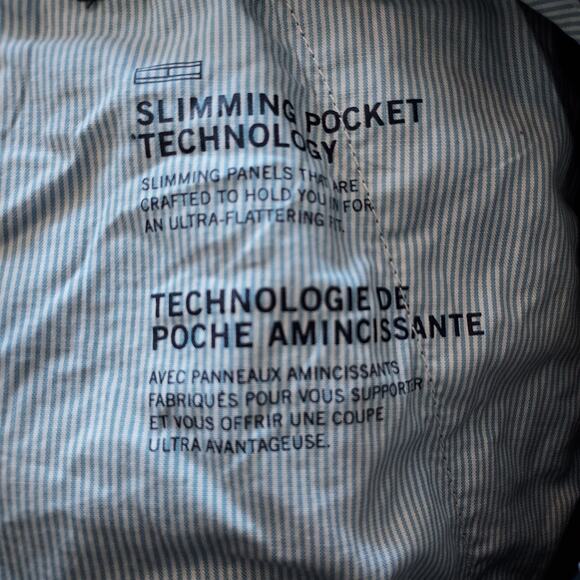 SLIMMING POCKET
TECHNOLOGY
SLIMMING PANELS THAT ARE
CRAFTED TO HOLD YOU IN FOR
AN ULTRA-FLATTERING FIT.
TECHNOLOGIE DE
POCHE AMINCISSANTE
AVEC PANNEAUX AMINCISSANTS
FABRIQUÉS POUR VOUS SUPPORTER
ET VOUS OFFRIR UNE COUPE
ULTRA AVANTAGEUSE.